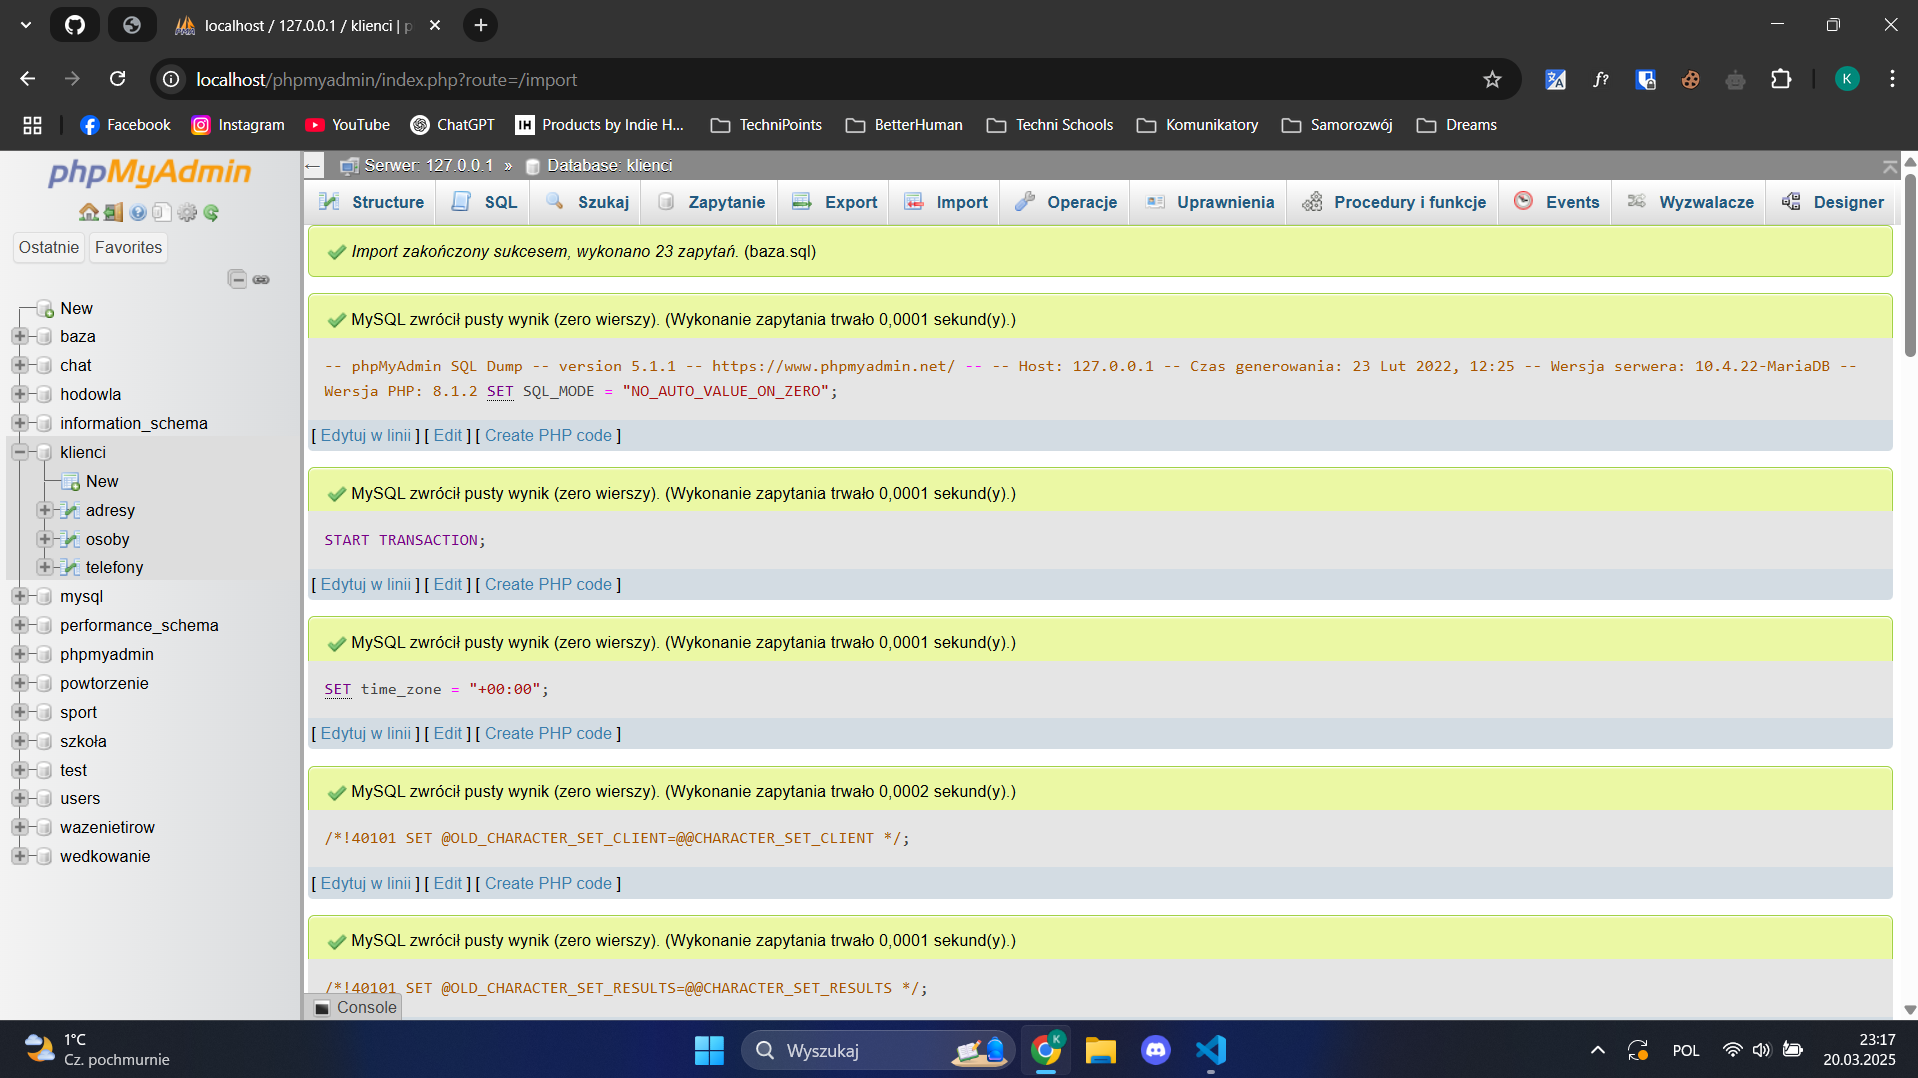 localhost / 127.0.0.1 / klienci | p
localhost/phpmyadmin/index.php?route=/import
f?
K
Facebook
Instagram
YouTube
ChatGPT
IH
Products by Indie H...
TechniPoints
BetterHuman
Techni Schools
Komunikatory
Samorozwój
Dreams
phpMyAdmin
Ostatnie
Favorites
New
baza
chat
hodowla
information_schema
klienci
New
adresy
osoby
telefony
mysql
performance_schema
phpmyadmin
powtorzenie
sport
szkoła
test
users
wazenietirow
wedkowanie
Serwer: 127.0.0.1 » Database: klienci
Structure
SQL
Szukaj
Zapytanie
Export
Import
Operacje
Uprawnienia
Procedury i funkcje
Events
Wyzwalacze
Designer
Import zakończony sukcesem, wykonano 23 zapytań. (baza.sql)
MySQL zwrócił pusty wynik (zero wierszy). (Wykonanie zapytania trwało 0,0001 sekund(y).)
-- phpMyAdmin SQL Dump -- version 5.1.1 -- https://www.phpmyadmin.net/ -- -- Host: 127.0.0.1 -- Czas generowania: 23 Lut 2022, 12:25 -- Wersja serwera: 10.4.22-MariaDB --
Wersja PHP: 8.1.2 SET SQL_MODE = "NO_AUTO_VALUE_ON_ZERO";
[ Edytuj w linii ] [ Edit ] [ Create PHP code ]
MySQL zwrócił pusty wynik (zero wierszy). (Wykonanie zapytania trwało 0,0001 sekund(y).)
START TRANSACTION;
[ Edytuj w linii ] [ Edit ] [ Create PHP code ]
MySQL zwrócił pusty wynik (zero wierszy). (Wykonanie zapytania trwało 0,0001 sekund(y).)
SET time_zone = "+00:00";
[ Edytuj w linii ] [ Edit ] [ Create PHP code ]
MySQL zwrócił pusty wynik (zero wierszy). (Wykonanie zapytania trwało 0,0002 sekund(y).)
/*!40101 SET @OLD_CHARACTER_SET_CLIENT=@@CHARACTER_SET_CLIENT */;
[ Edytuj w linii ] [ Edit ] [ Create PHP code ]
MySQL zwrócił pusty wynik (zero wierszy). (Wykonanie zapytania trwało 0,0001 sekund(y).)
/*!40101 SET @OLD_CHARACTER_SET_RESULTS=@@CHARACTER_SET_RESULTS */;
Console
1°C
Cz. pochmurnie
Wyszukaj
K
POL
23:17
20.03.2025